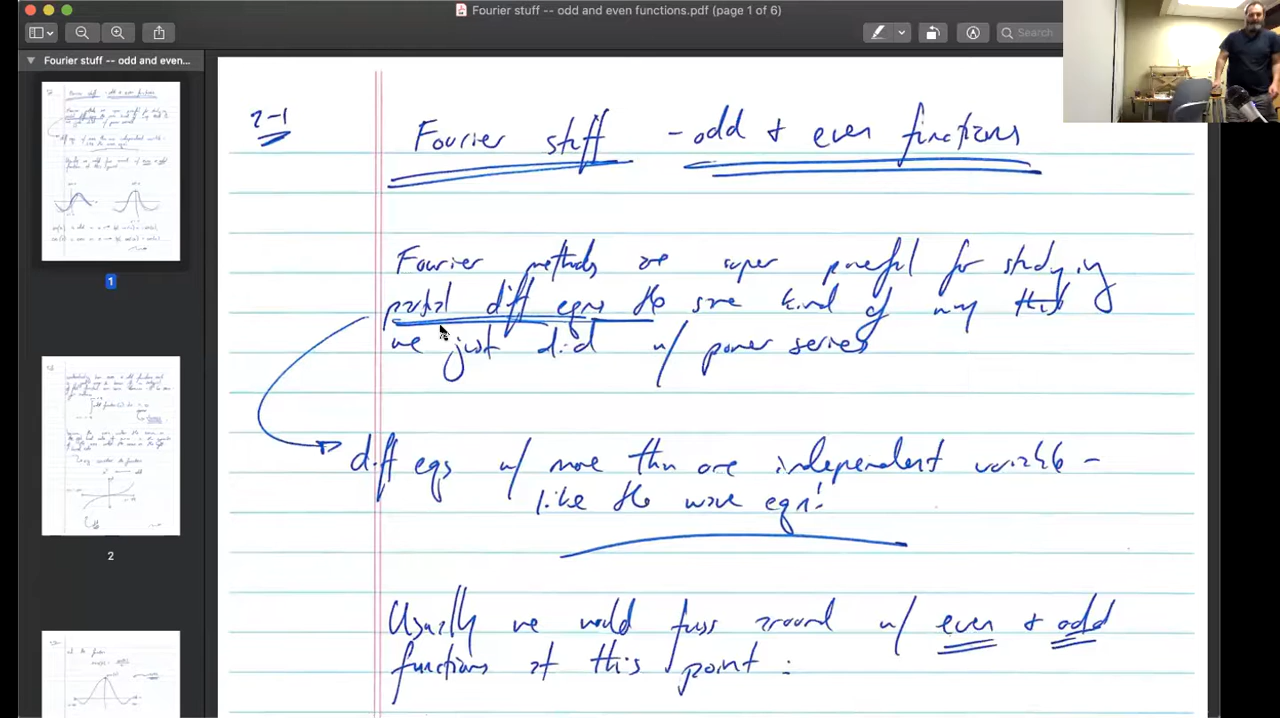 Fourier stuff -- odd and even functions.pdf (page 1 of 6)
Search
Fourier stuff -- odd and even...
1
2
2-1
Fourier stuff - odd + even functions
Fourier methods are super powerful for studying
partial diff eqns the same kind of way this
we just did w/ power series
diff eqs w/ more than one independent variable -
like the wave eqn!
Usually we would fuss around w/ even + odd
functions at this point: